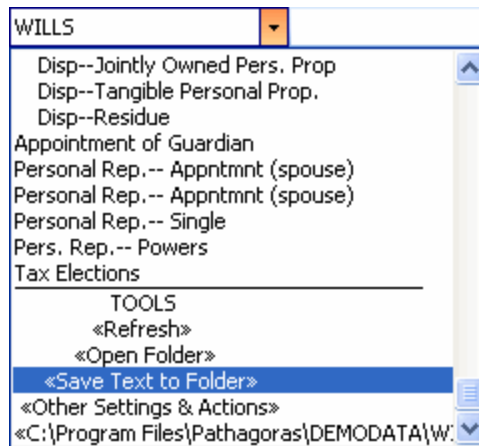 WILLS
Disp--Jointly Owned Pers. Prop
Disp--Tangible Personal Prop.
Disp--Residue
Appointment of Guardian
Personal Rep.-- Appntmnt (spouse)
Personal Rep.-- Appntmnt (spouse)
Personal Rep.-- Single
Pers. Rep.-- Powers
Tax Elections
TOOLS
«Refresh»
«Open Folder»
«Save Text to Folder»
«Other Settings & Actions»
«C:\Program Files\Pathagoras\DEMODATA\W